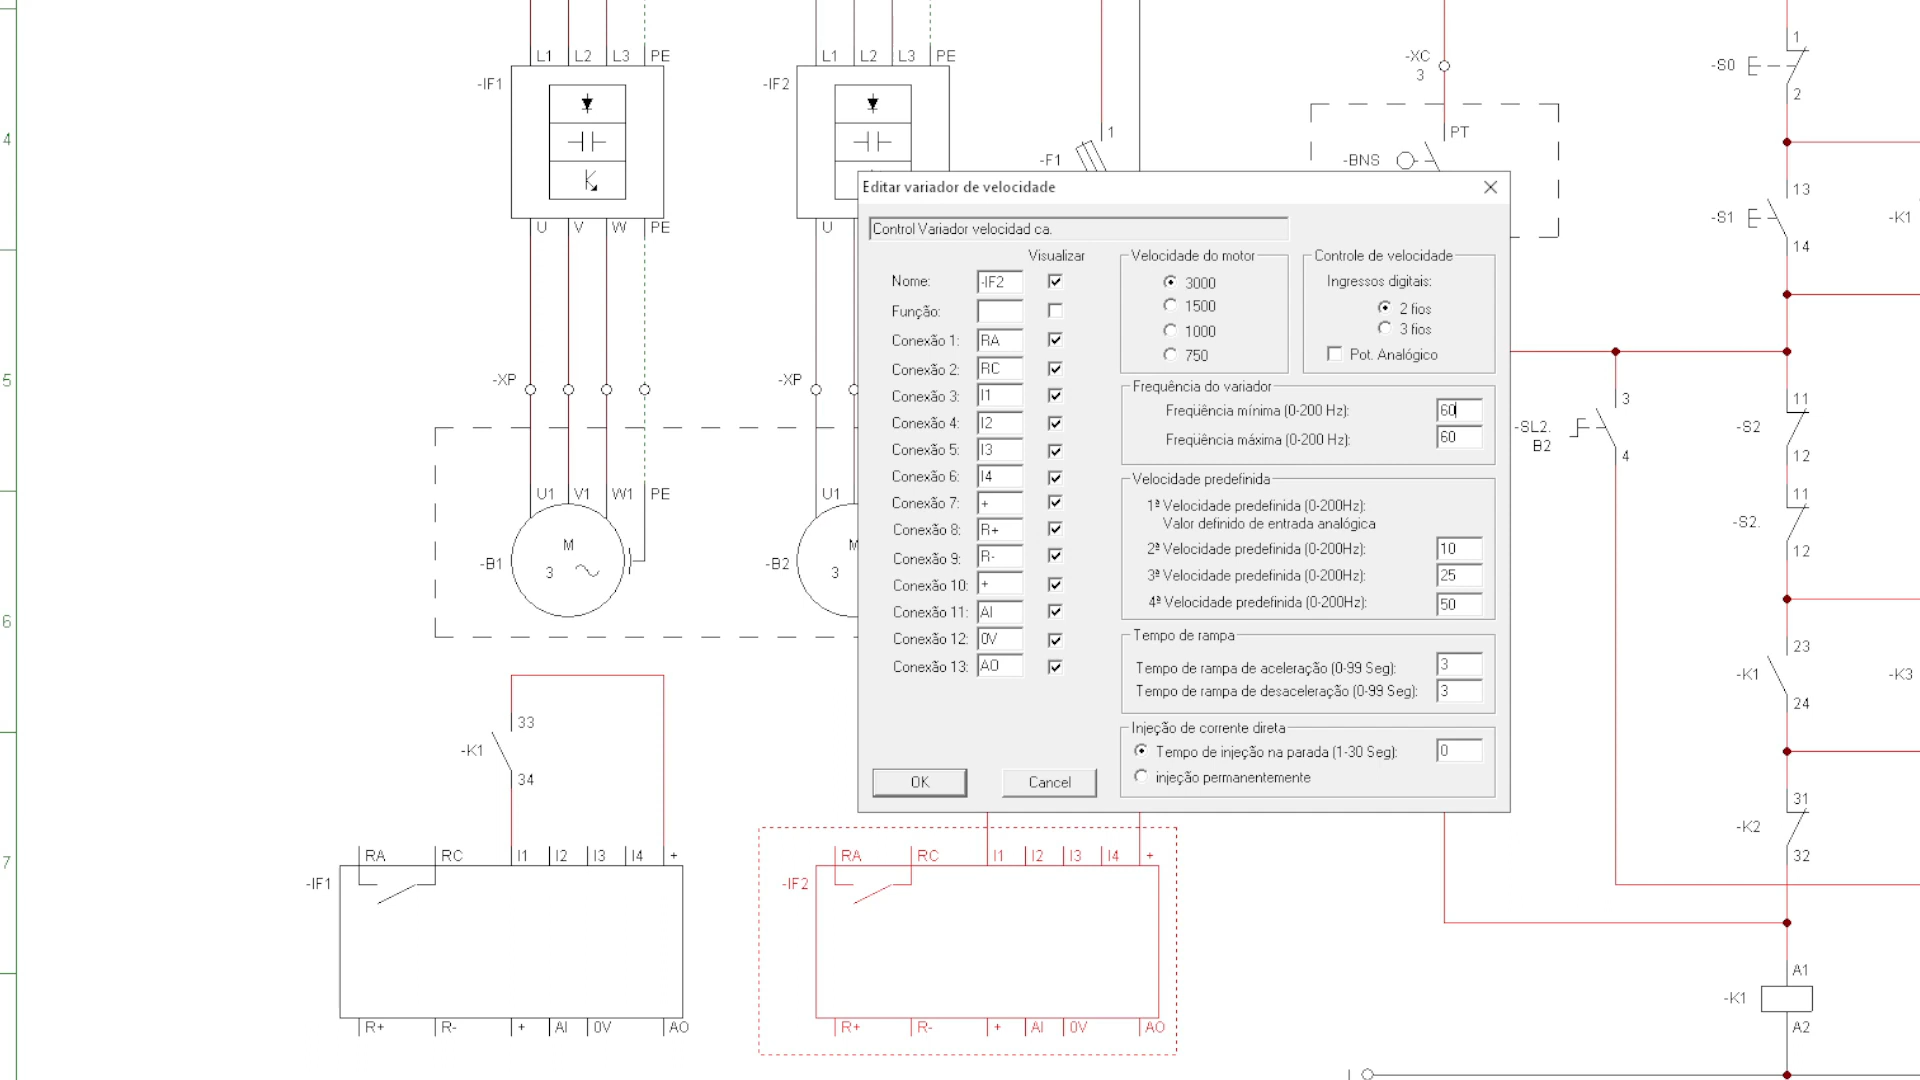 L1 L2 L3 PE
-IF1
L1 L2 L3 PE
-IF2
-XC
3
1
-S0
2
4
1
-F1
PT
-BNS
Editar variador de velocidade
13
-S1
-K1
14
U V W PE
U
Control Variador velocidad ca.
Visualizar
Nome: -IF2
Função:
Conexão 1: RA
Conexão 2: RC
Conexão 3: I1
Conexão 4: I2
Conexão 5: I3
Conexão 6: I4
Conexão 7: +
Conexão 8: R+
Conexão 9: R-
Conexão 10: +
Conexão 11: AI
Conexão 12: 0V
Conexão 13: AO
OK
Cancel
Velocidade do motor
3000
1500
1000
750
Controle de velocidade
Ingressos digitais:
2 fios
3 fios
Pot. Analógico
Frequência do variador
Freqüência mínima (0-200 Hz): 60
Freqüência máxima (0-200 Hz): 60
Velocidade predefinida
1ª Velocidade predefinida (0-200Hz):
Valor definido de entrada analógica
2ª Velocidade predefinida (0-200Hz): 10
3ª Velocidade predefinida (0-200Hz): 25
4ª Velocidade predefinida (0-200Hz): 50
Tempo de rampa
Tempo de rampa de aceleração (0-99 Seg): 3
Tempo de rampa de desaceleração (0-99 Seg): 3
Injeção de corrente direta
Tempo de injeção na parada (1-30 Seg): 0
injeção permanentemente
5
-XP
-XP
3
-SL2.
B2
4
11
-S2
12
11
-S2.
12
U1 V1 W1 PE
M
3
-B1
U1
M
3
-B2
6
23
-K1
-K3
24
33
-K1
34
31
-K2
32
7
RA RC I1 I2 I3 I4 +
-IF1
R+ R- + AI 0V AO
RA RC I1 I2 I3 I4 +
-IF2
R+ R- + AI 0V AO
A1
-K1
A2